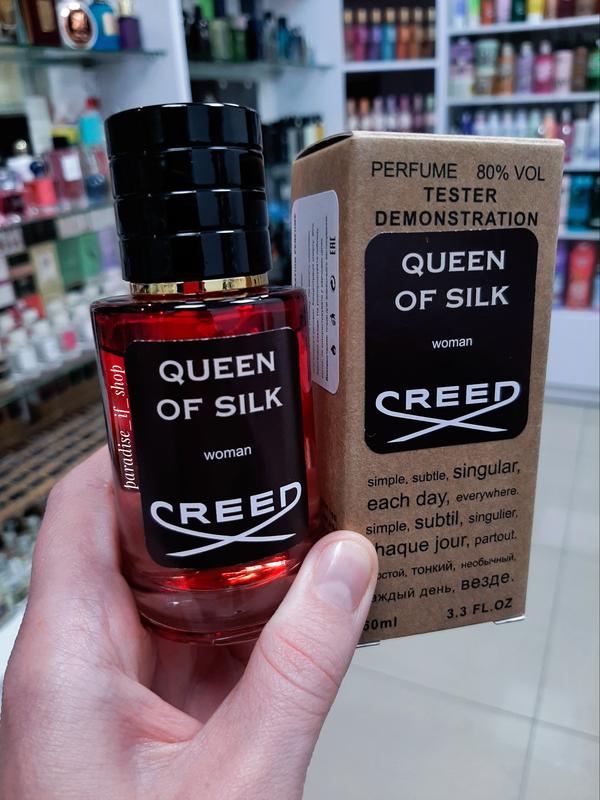 PERFUME 80% VOL
TESTER
DEMONSTRATION
QUEEN
OF SILK
woman
CREED
simple, subtle, singular,
each day, everywhere.
simple, subtil, singulier,
haque jour, partout.
остой, тонкий, необычный.
аждый день, везде.
60ml 3.3 FL.OZ
EAC
QUEEN
OF SILK
woman
CREED
paradise_if_shop